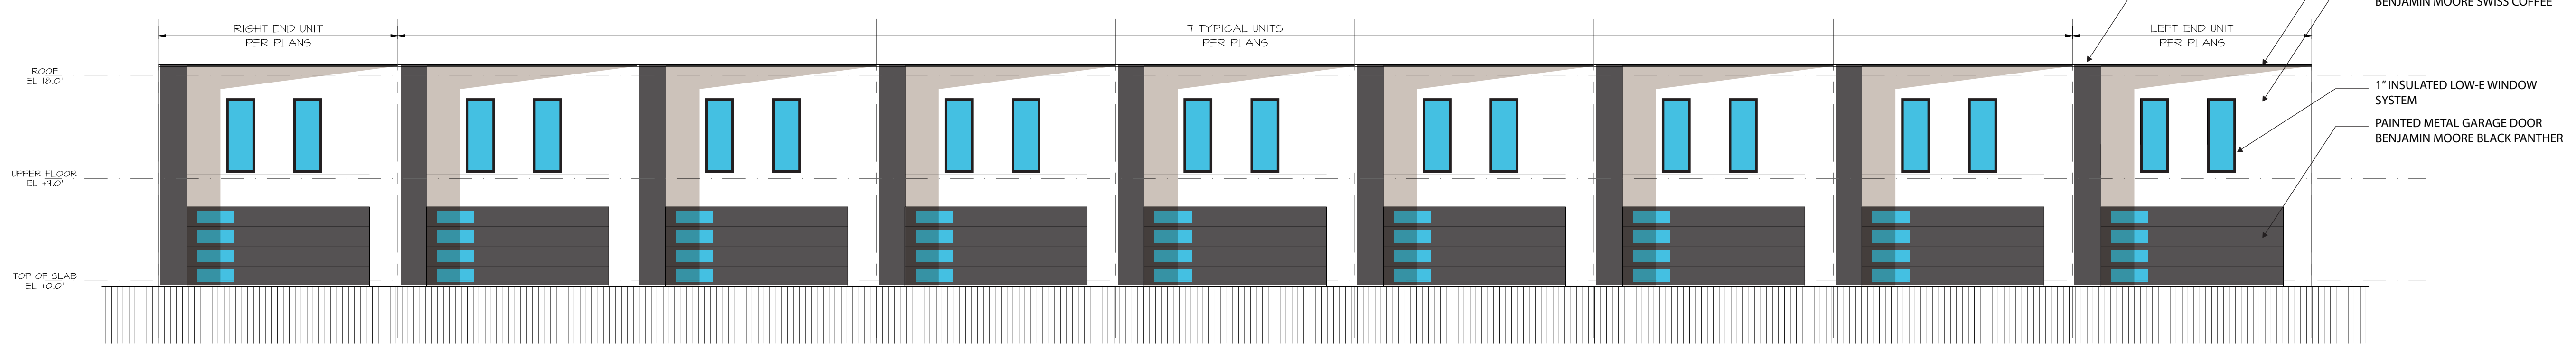 BENJAMIN MOORE SWISS COFFEE
RIGHT END UNIT
PER PLANS
7 TYPICAL UNITS
PER PLANS
LEFT END UNIT
PER PLANS
ROOF
EL 18.0'
1" INSULATED LOW-E WINDOW
SYSTEM
PAINTED METAL GARAGE DOOR
BENJAMIN MOORE BLACK PANTHER
UPPER FLOOR
EL +9.0'
TOP OF SLAB
EL +0.0'